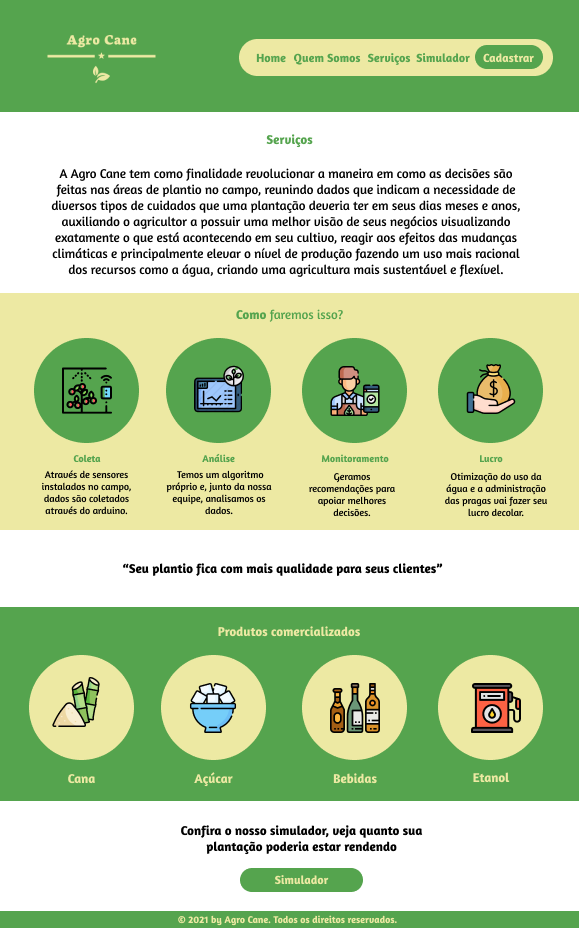 Agro Cane
Home Quem Somos Serviços Simulador Cadastrar
Serviços
A Agro Cane tem como finalidade revolucionar a maneira em como as decisões são
feitas nas áreas de plantio no campo, reunindo dados que indicam a necessidade de
diversos tipos de cuidados que uma plantação deveria ter em seus dias meses e anos,
auxiliando o agricultor a possuir uma melhor visão de seus negócios visualizando
exatamente o que está acontecendo em seu cultivo, reagir aos efeitos das mudanças
climáticas e principalmente elevar o nível de produção fazendo um uso mais racional
dos recursos como a água, criando uma agricultura mais sustentável e flexível.
Como faremos isso?
Coleta
Através de sensores
instalados no campo,
dados são coletados
através do arduino.
Análise
Temos um algoritmo
próprio e, junto da nossa
equipe, analisamos os
dados.
Monitoramento
Geramos
recomendações para
apoiar melhores
decisões.
Lucro
Otimização do uso da
água e a administração
das pragas vai fazer seu
lucro decolar.
“Seu plantio fica com mais qualidade para seus clientes”
Produtos comercializados
Cana
Açúcar
Bebidas
Etanol
Confira o nosso simulador, veja quanto sua
plantação poderia estar rendendo
Simulador
© 2021 by Agro Cane. Todos os direitos reservados.